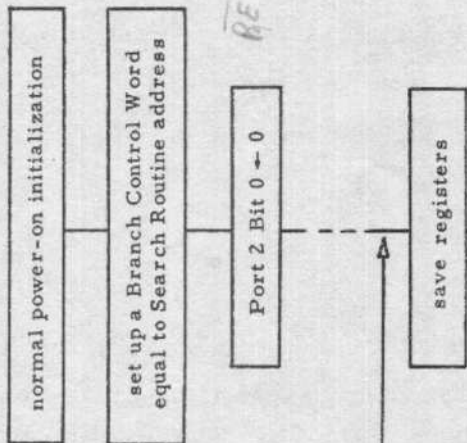 normal power-on initialization
set up a Branch Control Word
equal to Search Routine address
Port 2 Bit 0 ← 0
save registers